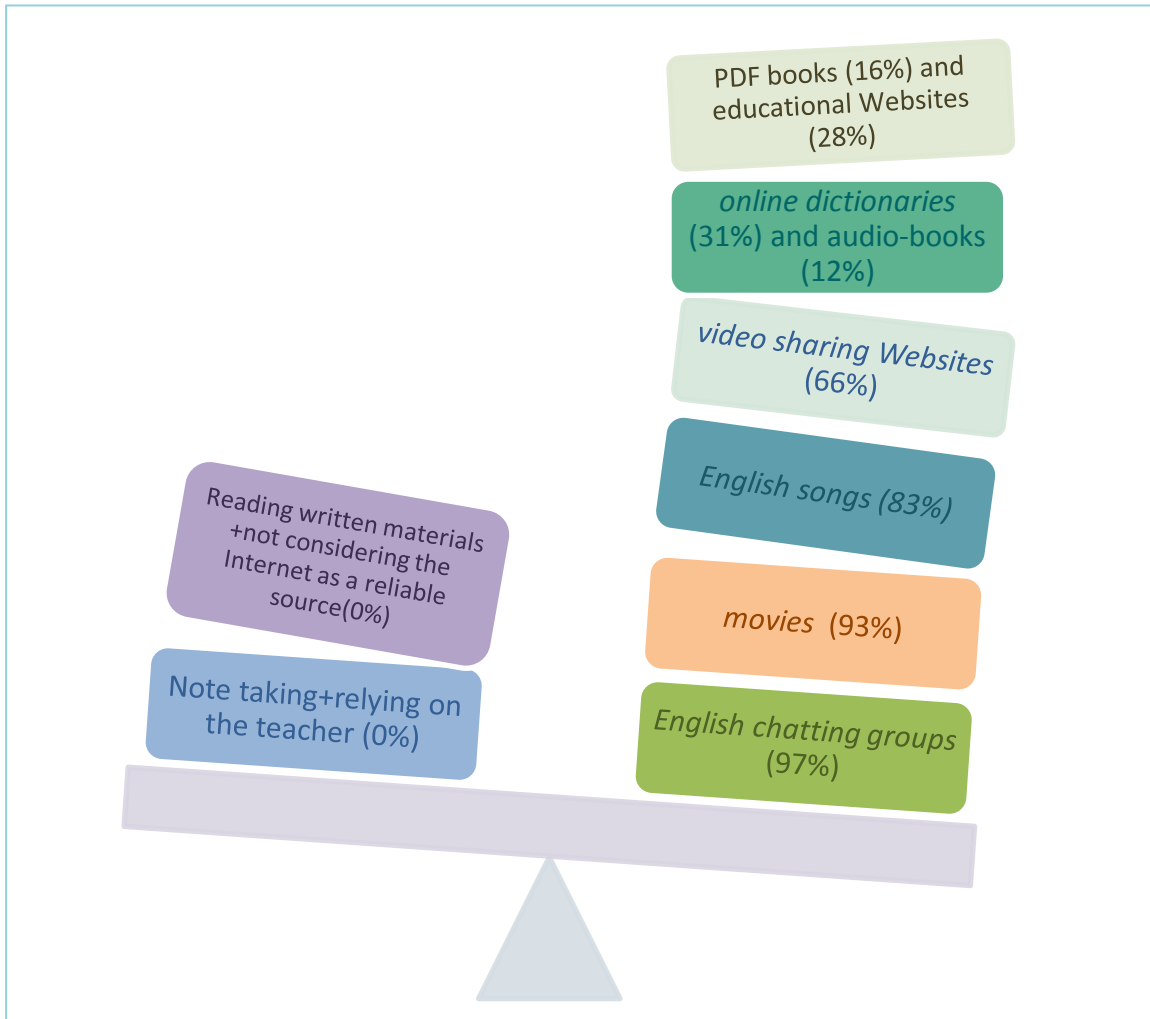 PDF books (16%) and
educational Websites
(28%)
online dictionaries
(31%) and audio-books
(12%)
video sharing Websites
(66%)
English songs (83%)
movies  (93%)
English chatting groups
(97%)
Reading written materials
+not considering the
Internet as a reliable
source(0%)
Note taking+relying on
the teacher (0%)